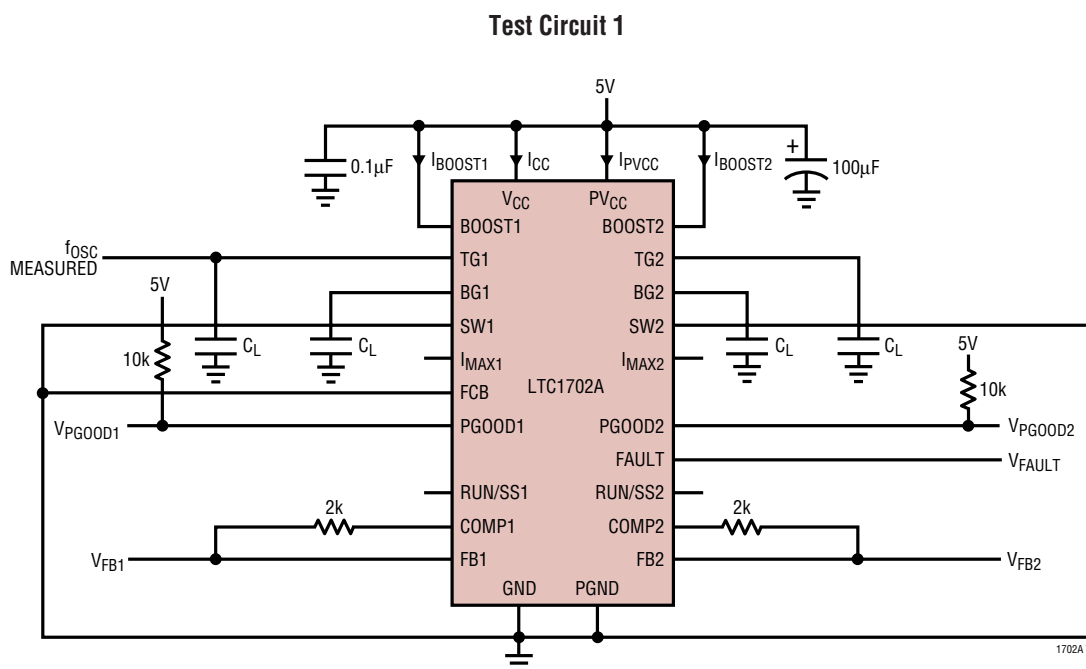 Test Circuit 1
5V
0.1µF
IBOOST1
ICC
IPVCC
IBOOST2
+
100µF
VCC
PVCC
BOOST1
BOOST2
fOSC
MEASURED
TG1
TG2
5V
BG1
BG2
SW1
SW2
10k
CL
CL
CL
CL
5V
IMAX1
IMAX2
LTC1702A
10k
FCB
VPGOOD1
PGOOD1
PGOOD2
VPGOOD2
FAULT
VFAULT
RUN/SS1
RUN/SS2
2k
2k
COMP1
COMP2
VFB1
FB1
FB2
VFB2
GND
PGND
1702A